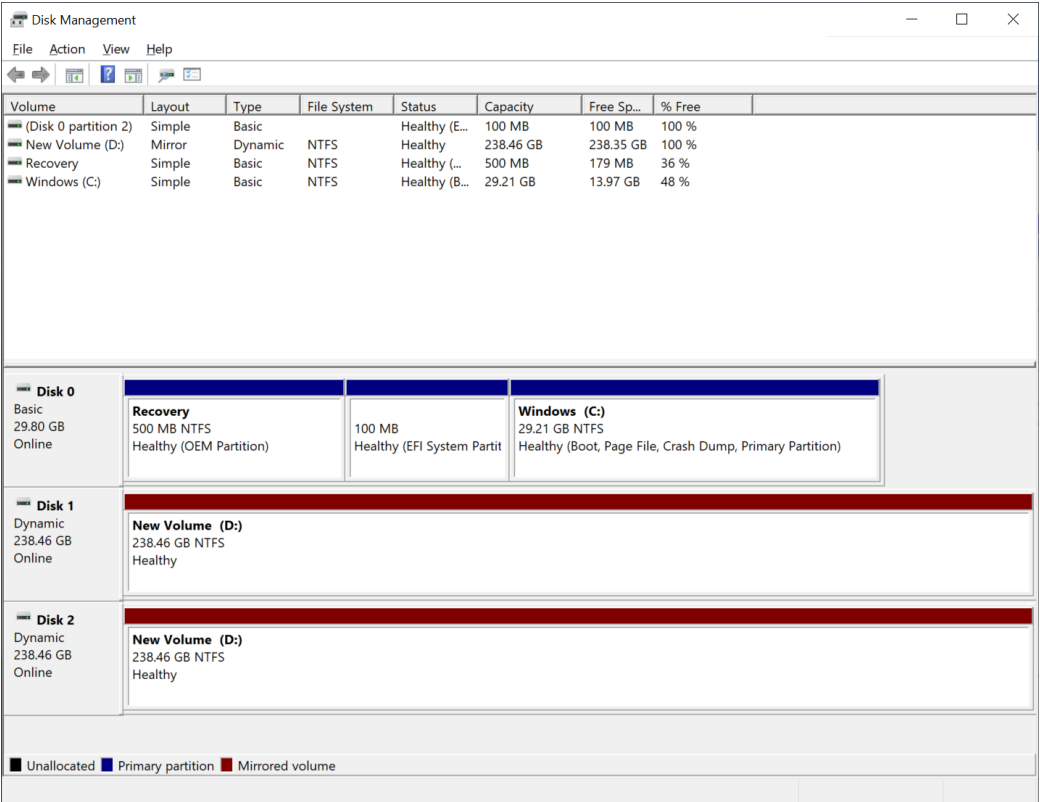 Disk Management
File Action View Help
Volume Layout Type File System Status Capacity Free Sp... % Free
(Disk 0 partition 2) Simple Basic Healthy (E... 100 MB 100 MB 100 %
New Volume (D:) Mirror Dynamic NTFS Healthy 238.46 GB 238.35 GB 100 %
Recovery Simple Basic NTFS Healthy (... 500 MB 179 MB 36 %
Windows (C:) Simple Basic NTFS Healthy (B... 29.21 GB 13.97 GB 48 %
Disk 0
Basic
29.80 GB
Online
Recovery
500 MB NTFS
Healthy (OEM Partition)
100 MB
Healthy (EFI System Partit
Windows (C:)
29.21 GB NTFS
Healthy (Boot, Page File, Crash Dump, Primary Partition)
Disk 1
Dynamic
238.46 GB
Online
New Volume (D:)
238.46 GB NTFS
Healthy
Disk 2
Dynamic
238.46 GB
Online
New Volume (D:)
238.46 GB NTFS
Healthy
Unallocated Primary partition Mirrored volume